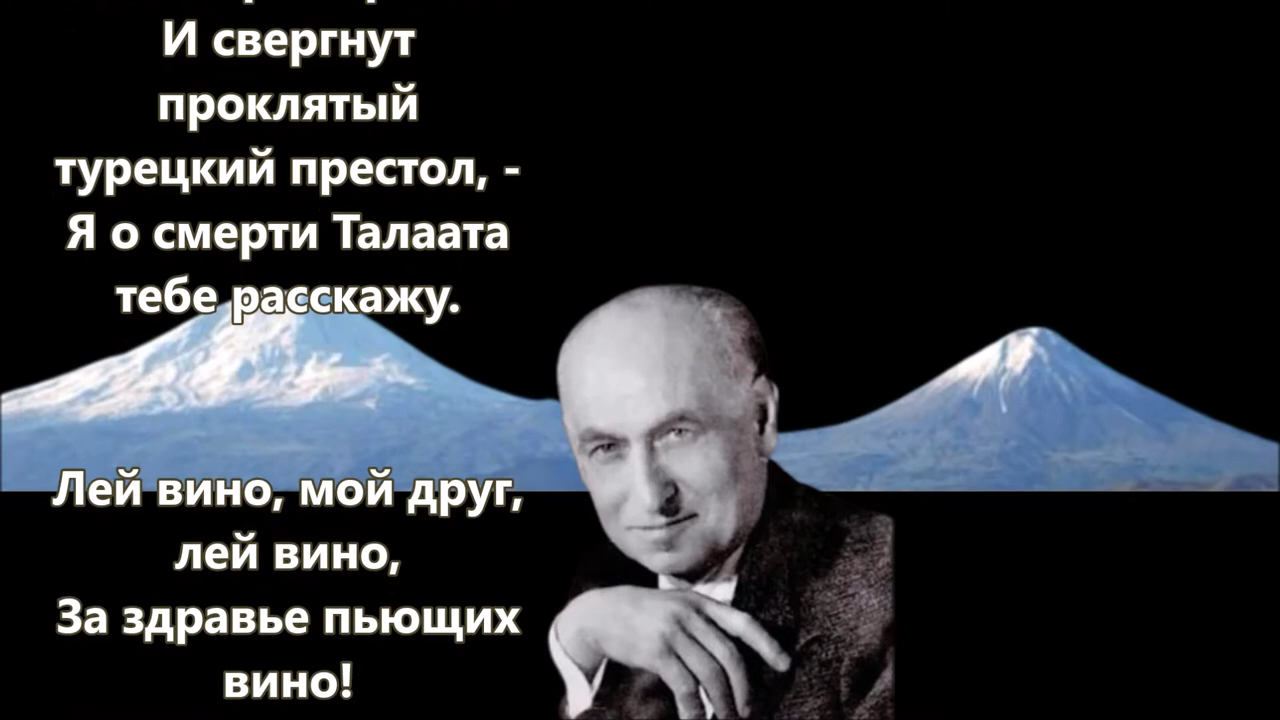 И свергнут
проклятый
турецкий престол, -
Я о смерти Талаата
тебе расскажу.
Лей вино, мой друг,
лей вино,
За здравье пьющих
вино!